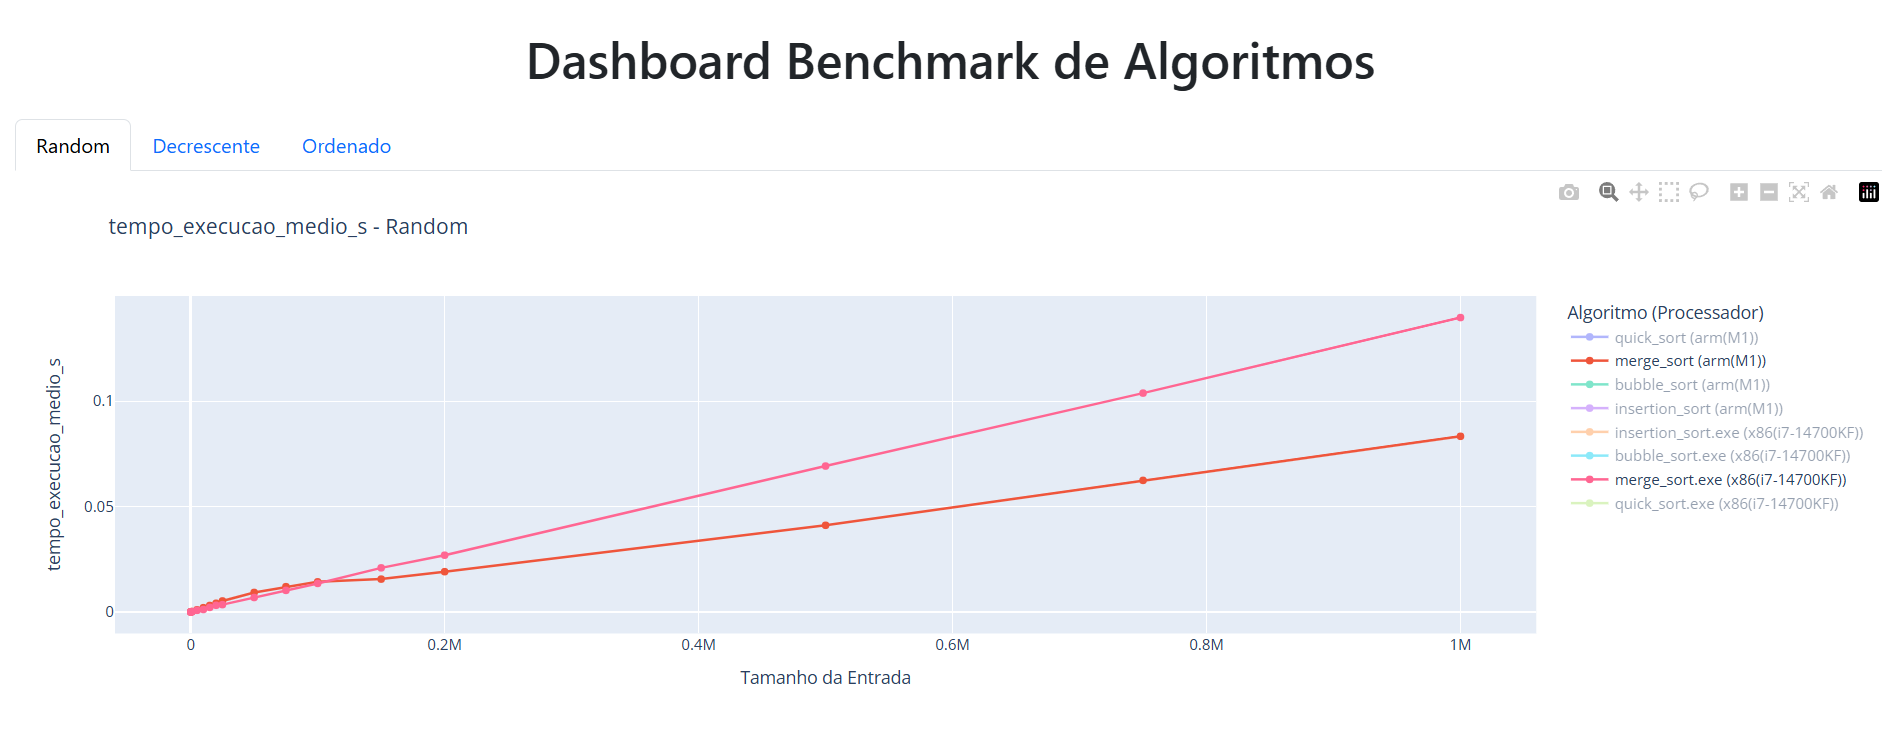 Dashboard Benchmark de Algoritmos
Random Decrescente Ordenado
tempo_execucao_medio_s - Random
tempo_execucao_medio_s
0.1
0.05
0
0 0.2M 0.4M 0.6M 0.8M 1M
Tamanho da Entrada
Algoritmo (Processador)
quick_sort (arm(M1))
merge_sort (arm(M1))
bubble_sort (arm(M1))
insertion_sort (arm(M1))
insertion_sort.exe (x86(i7-14700KF))
bubble_sort.exe (x86(i7-14700KF))
merge_sort.exe (x86(i7-14700KF))
quick_sort.exe (x86(i7-14700KF))